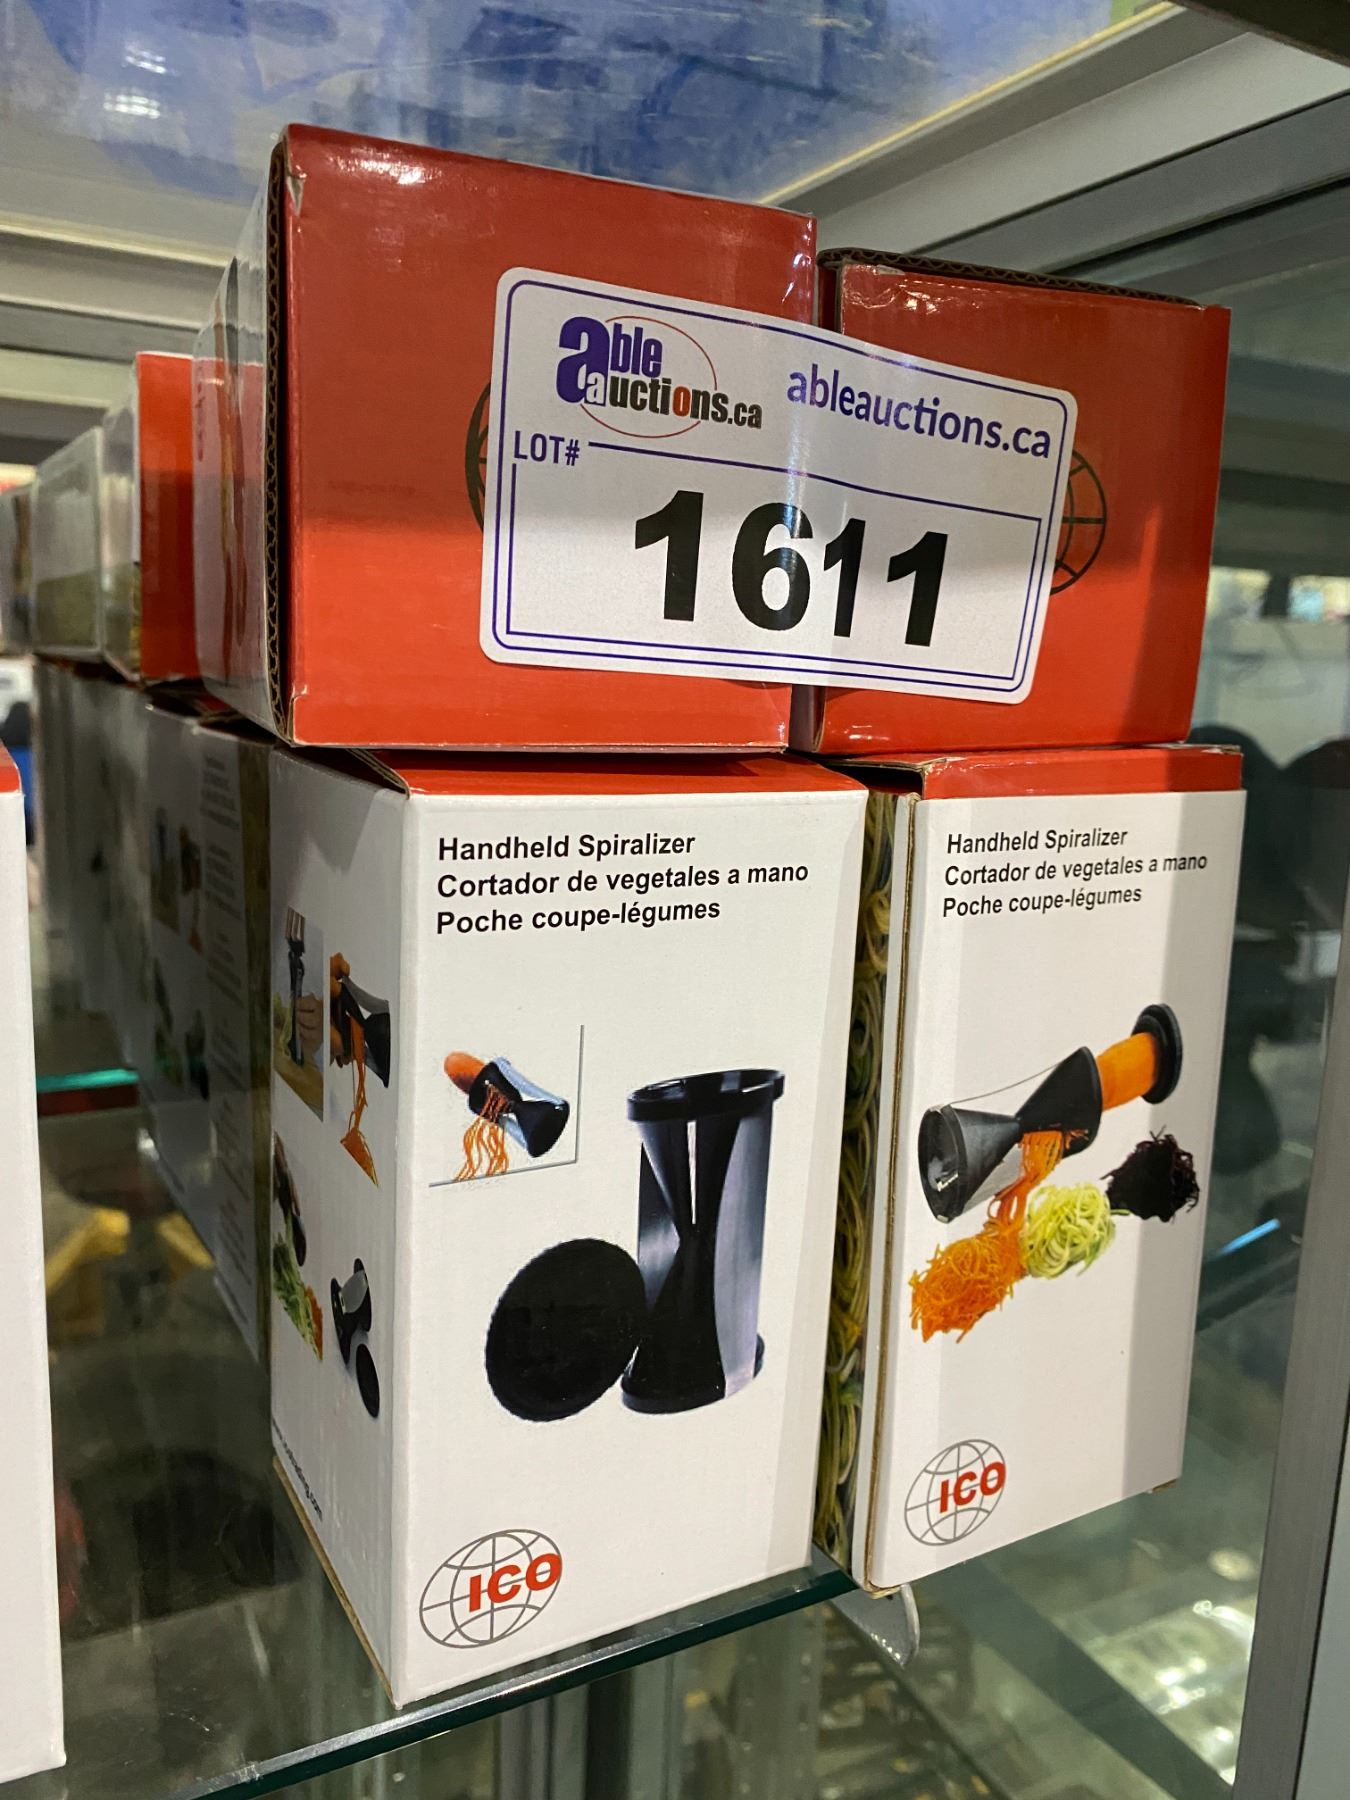 able
auctions.ca
ableauctions.ca
LOT#
1611
Handheld Spiralizer
Cortador de vegetales a mano
Poche coupe-légumes
ICO
Handheld Spiralizer
Cortador de vegetales a mano
Poche coupe-légumes
ICO